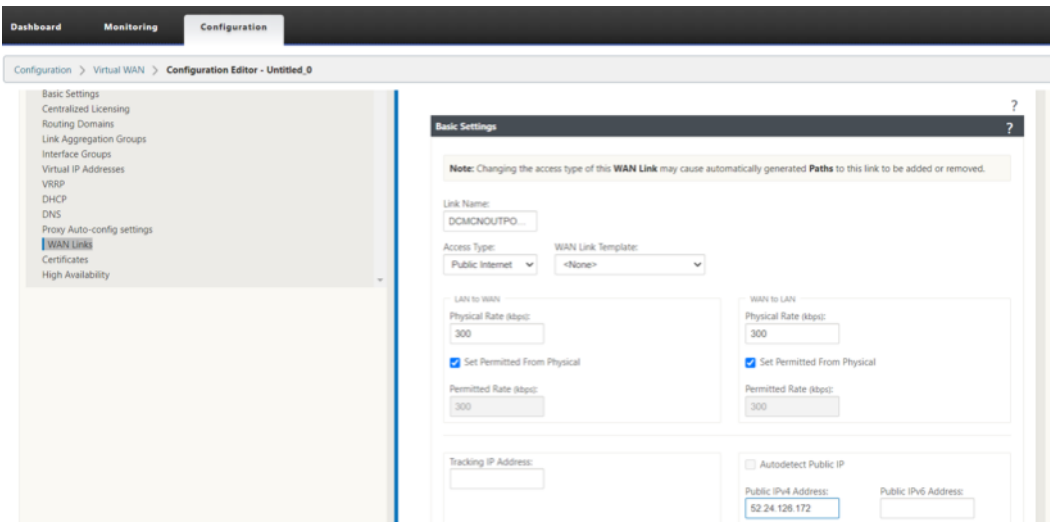 Dashboard Monitoring Configuration
Configuration > Virtual WAN > Configuration Editor - Untitled_0
Basic Settings
Centralized Licensing
Routing Domains
Link Aggregation Groups
Interface Groups
Virtual IP Addresses
VRRP
DHCP
DNS
Proxy Auto-config settings
WAN Links
Certificates
High Availability
?
Basic Settings ?
Note: Changing the access type of this WAN Link may cause automatically generated Paths to this link to be added or removed.
Link Name:
DCMCNOUTPO...
Access Type: WAN Link Template:
Public Internet <None>
LAN to WAN WAN to LAN
Physical Rate (kbps): Physical Rate (kbps):
300 300
Set Permitted From Physical Set Permitted From Physical
Permitted Rate (kbps): Permitted Rate (kbps):
300 300
Tracking IP Address: Autodetect Public IP
Public IPv4 Address: Public IPv6 Address:
52.24.126.172